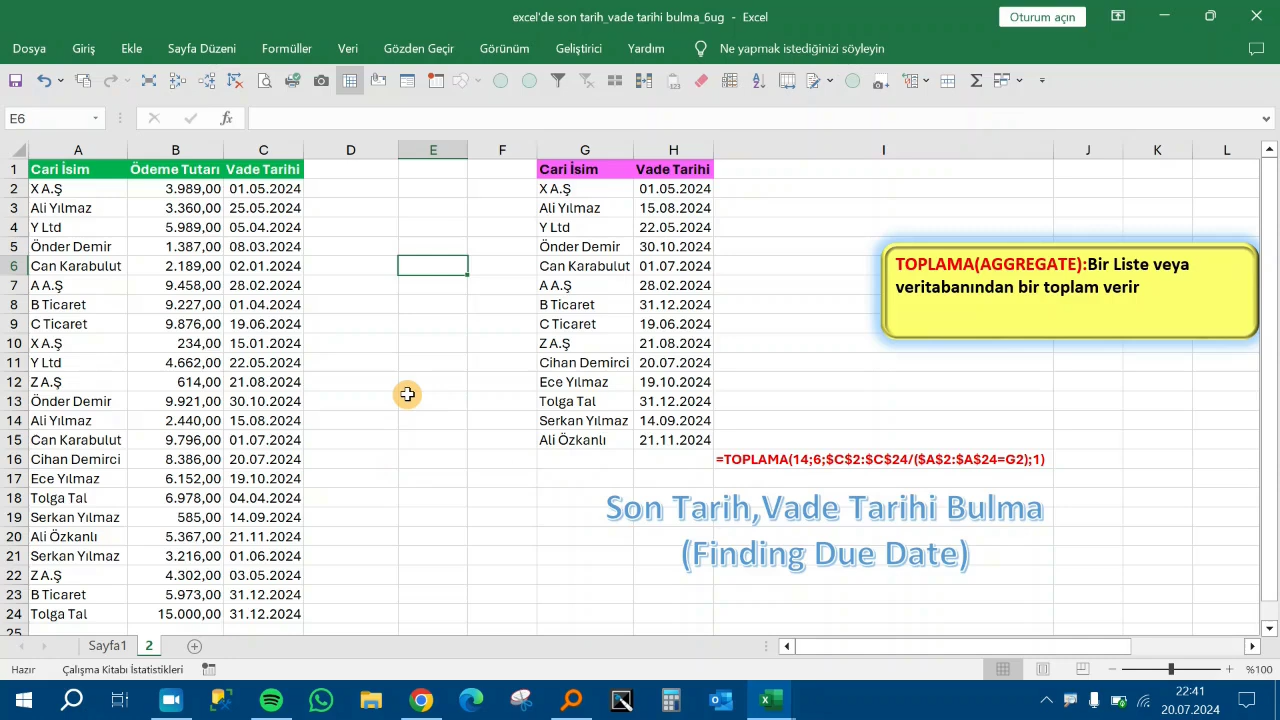 excel'de son tarih_vade tarihi bulma_6ug - Excel
Oturum açın
Dosya Giriş Ekle Sayfa Düzeni Formüller Veri Gözden Geçir Görünüm Geliştirici Yardım Ne yapmak istediğinizi söyleyin
E6 fx
A B C D E F G H I J K L
1 Cari İsim Ödeme Tutarı Vade Tarihi Cari İsim Vade Tarihi
2 X A.Ş 3.989,00 01.05.2024 X A.Ş 01.05.2024
3 Ali Yılmaz 3.360,00 25.05.2024 Ali Yılmaz 15.08.2024
4 Y Ltd 5.989,00 05.04.2024 Y Ltd 22.05.2024
5 Önder Demir 1.387,00 08.03.2024 Önder Demir 30.10.2024
6 Can Karabulut 2.189,00 02.01.2024 Can Karabulut 01.07.2024
TOPLAMA(AGGREGATE):Bir Liste veya
veritabanından bir toplam verir
7 A A.Ş 9.458,00 28.02.2024 A A.Ş 28.02.2024
8 B Ticaret 9.227,00 01.04.2024 B Ticaret 31.12.2024
9 C Ticaret 9.876,00 19.06.2024 C Ticaret 19.06.2024
10 X A.Ş 234,00 15.01.2024 Z A.Ş 21.08.2024
11 Y Ltd 4.662,00 22.05.2024 Cihan Demirci 20.07.2024
12 Z A.Ş 614,00 21.08.2024 Ece Yılmaz 19.10.2024
13 Önder Demir 9.921,00 30.10.2024 Tolga Tal 31.12.2024
14 Ali Yılmaz 2.440,00 15.08.2024 Serkan Yılmaz 14.09.2024
15 Can Karabulut 9.796,00 01.07.2024 Ali Özkanlı 21.11.2024
16 Cihan Demirci 8.386,00 20.07.2024 =TOPLAMA(14;6;$C$2:$C$24/($A$2:$A$24=G2);1)
17 Ece Yılmaz 6.152,00 19.10.2024
18 Tolga Tal 6.978,00 04.04.2024
19 Serkan Yılmaz 585,00 14.09.2024
20 Ali Özkanlı 5.367,00 21.11.2024
21 Serkan Yılmaz 3.216,00 01.06.2024
22 Z A.Ş 4.302,00 03.05.2024
23 B Ticaret 5.973,00 31.12.2024
24 Tolga Tal 15.000,00 31.12.2024
25
Son Tarih,Vade Tarihi Bulma
(Finding Due Date)
Sayfa1 2
Hazır Çalışma Kitabı İstatistikleri %100
22:41
20.07.2024